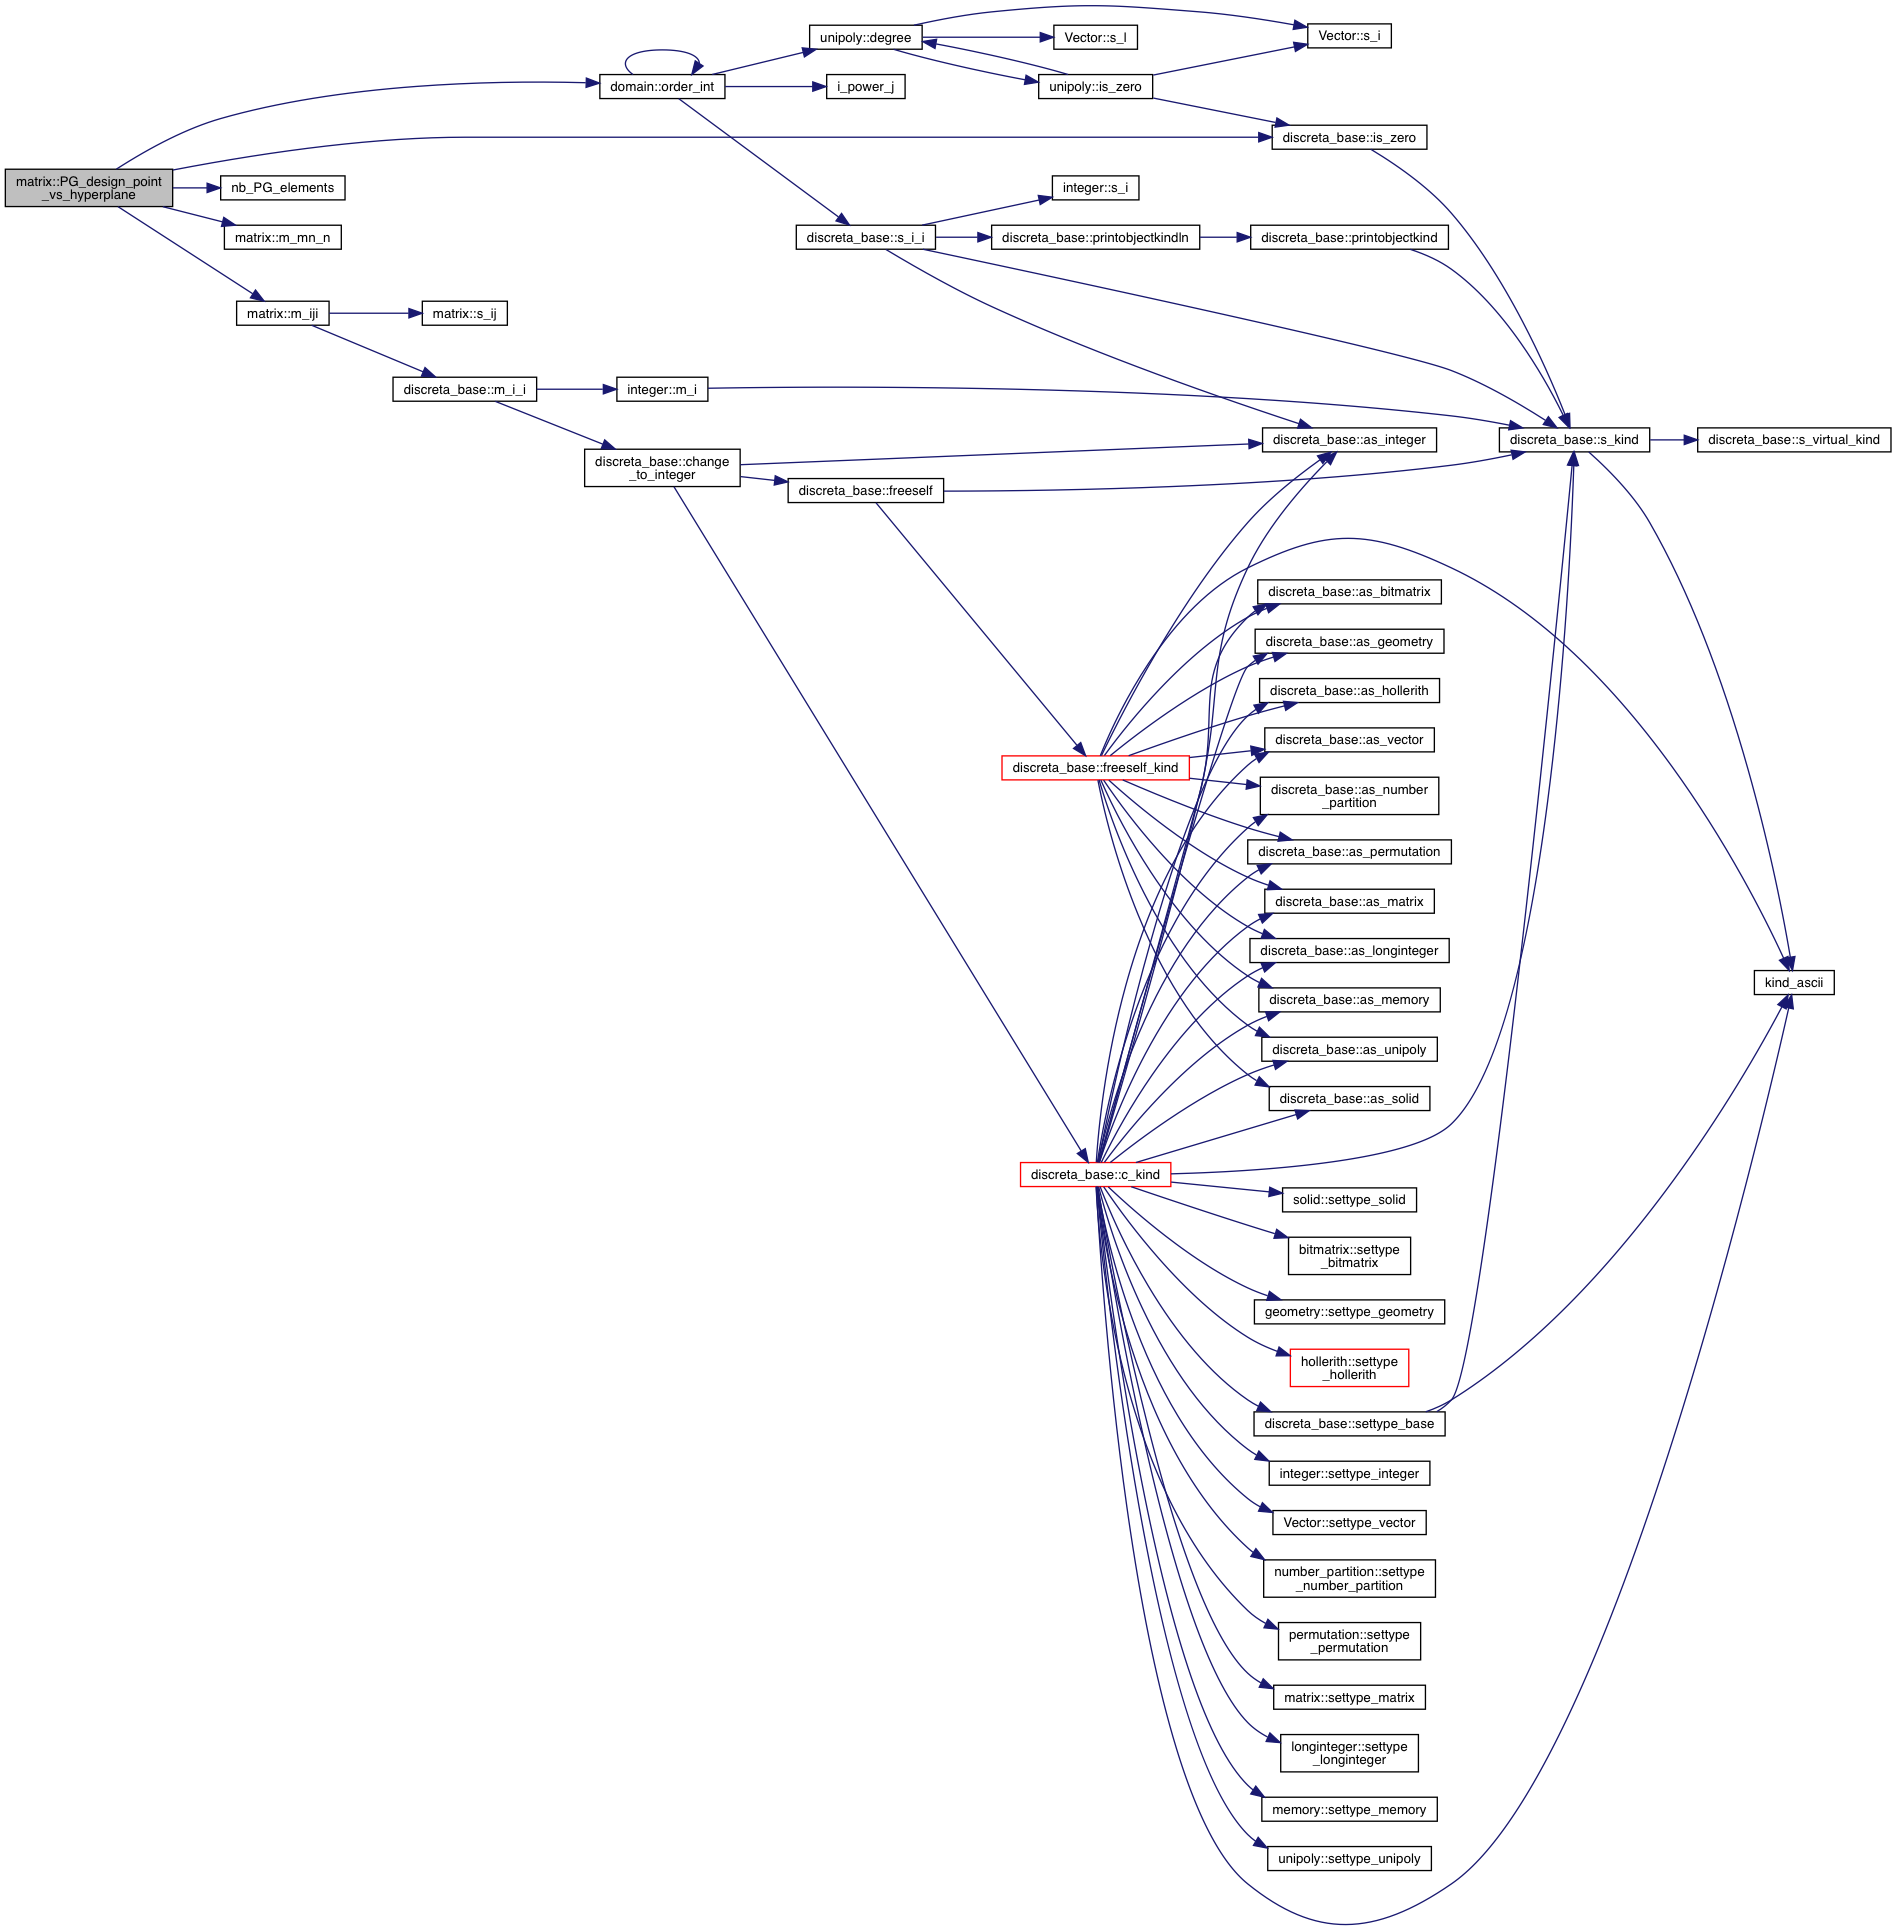 matrix::PG_design_point
_vs_hyperplane
domain::order_int
unipoly::degree
Vector::s_l
Vector::s_i
i_power_j
unipoly::is_zero
discreta_base::is_zero
nb_PG_elements
matrix::m_mn_n
integer::s_i
discreta_base::s_i_i
discreta_base::printobjectkindln
discreta_base::printobjectkind
matrix::m_iji
matrix::s_ij
discreta_base::m_i_i
integer::m_i
discreta_base::as_integer
discreta_base::s_kind
discreta_base::s_virtual_kind
discreta_base::change
_to_integer
discreta_base::freeself
discreta_base::as_bitmatrix
discreta_base::as_geometry
discreta_base::as_hollerith
discreta_base::as_vector
discreta_base::freeself_kind
discreta_base::as_number
_partition
discreta_base::as_permutation
discreta_base::as_matrix
discreta_base::as_longinteger
kind_ascii
discreta_base::as_memory
discreta_base::as_unipoly
discreta_base::as_solid
discreta_base::c_kind
solid::settype_solid
bitmatrix::settype
_bitmatrix
geometry::settype_geometry
hollerith::settype
_hollerith
discreta_base::settype_base
integer::settype_integer
Vector::settype_vector
number_partition::settype
_number_partition
permutation::settype
_permutation
matrix::settype_matrix
longinteger::settype
_longinteger
memory::settype_memory
unipoly::settype_unipoly